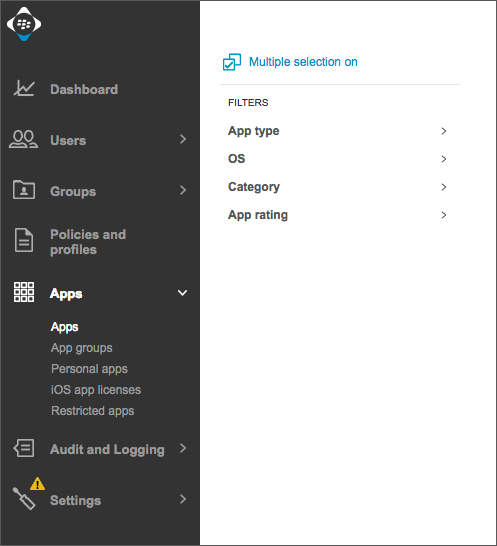 Dashboard
Users
Groups
Policies and
profiles
Apps
Apps
App groups
Personal apps
iOS app licenses
Restricted apps
Audit and Logging
Settings
Multiple selection on
FILTERS
App type
OS
Category
App rating